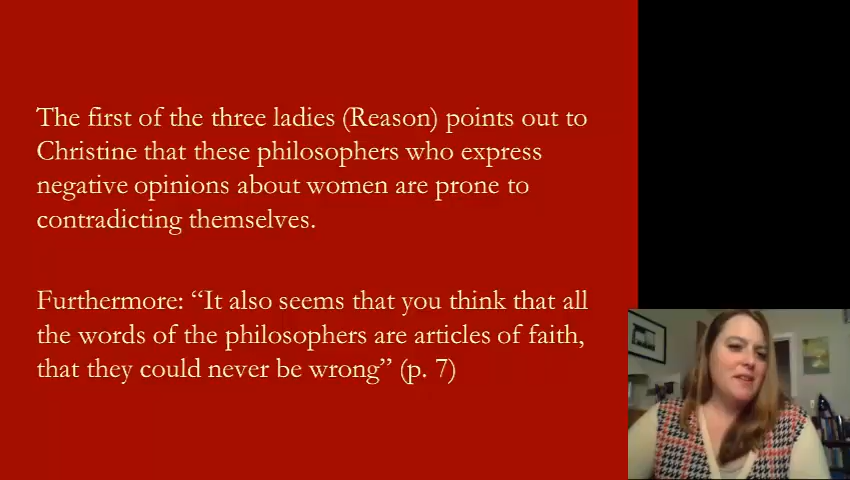 The first of the three ladies (Reason) points out to
Christine that these philosophers who express
negative opinions about women are prone to
contradicting themselves.
Furthermore: “It also seems that you think that all
the words of the philosophers are articles of faith,
that they could never be wrong” (p. 7)